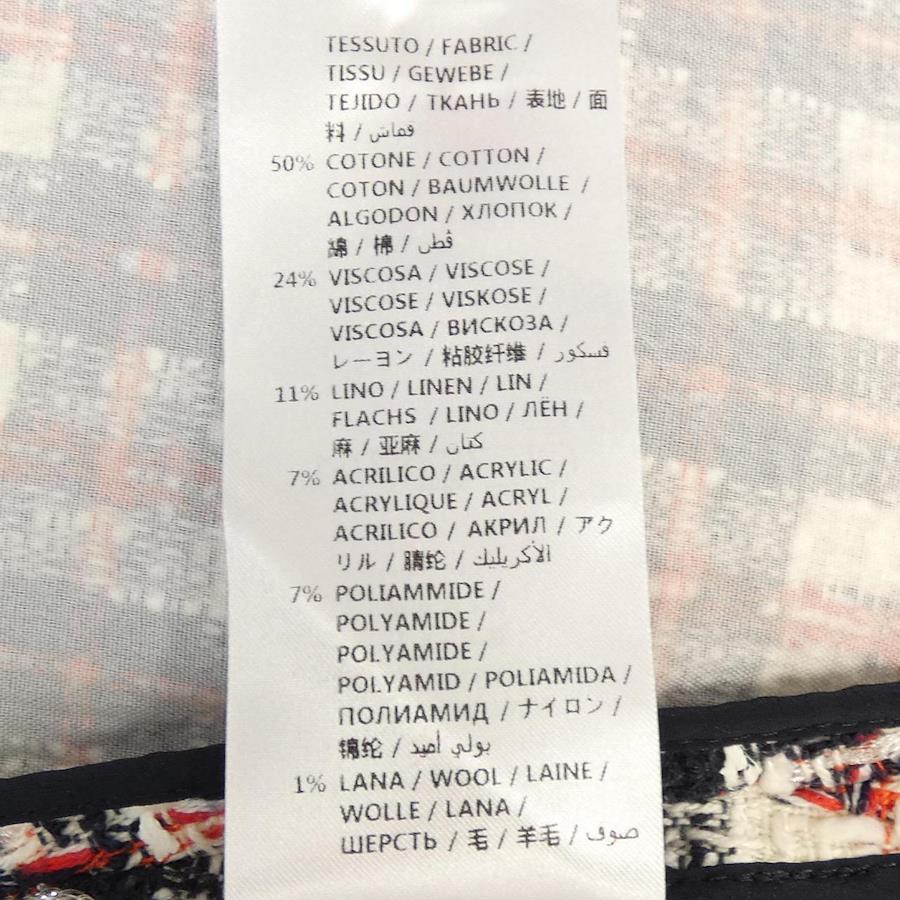 TESSUTO / FABRIC /
TISSU / GEWEBE /
TEJIDO / ТКАНЬ / 表地 / 面
料 / قماش
50% COTONE / COTTON /
COTON / BAUMWOLLE /
ALGODON / ХЛОПОК /
綿 / 棉 / قطن
24% VISCOSA / VISCOSE /
VISCOSE / VISKOSE /
VISCOSA / ВИСКОЗА /
レーヨン / 粘胶纤维 / فسكور
11% LINO / LINEN / LIN /
FLACHS / LINO / ЛЁН /
麻 / 亚麻 / كتان
7% ACRILICO / ACRYLIC /
ACRYLIQUE / ACRYL /
ACRILICO / АКРИЛ / アク
リル / 腈纶 / الأكريليك
7% POLIAMMIDE /
POLYAMIDE /
POLYAMIDE /
POLYAMID / POLIAMIDA /
ПОЛИАМИД / ナイロン /
锦纶 / بولي أميد
1% LANA / WOOL / LAINE /
WOLLE / LANA /
ШЕРСТЬ / 毛 / 羊毛 / صوف